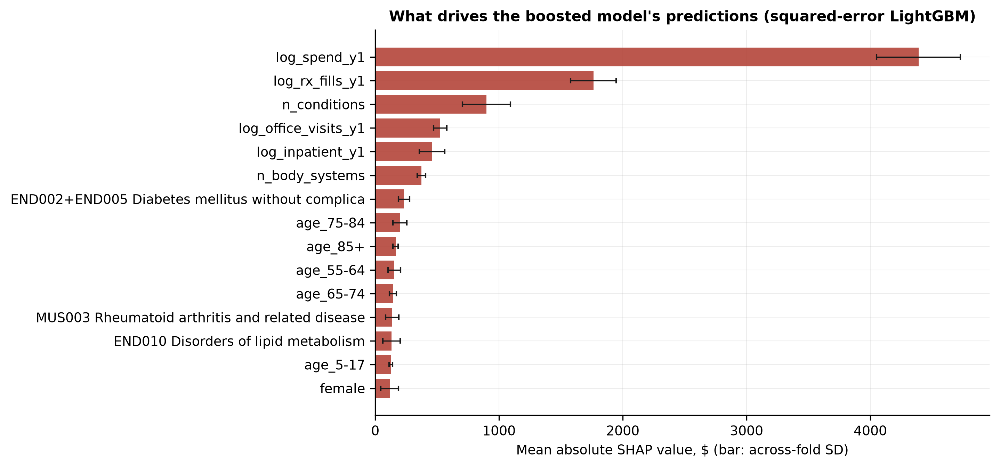 What drives the boosted model's predictions (squared-error LightGBM)
log_spend_y1
log_rx_fills_y1
n_conditions
log_office_visits_y1
log_inpatient_y1
n_body_systems
END002+END005 Diabetes mellitus without complica
age_75-84
age_85+
age_55-64
age_65-74
MUS003 Rheumatoid arthritis and related disease
END010 Disorders of lipid metabolism
age_5-17
female
0 1000 2000 3000 4000
Mean absolute SHAP value, $ (bar: across-fold SD)